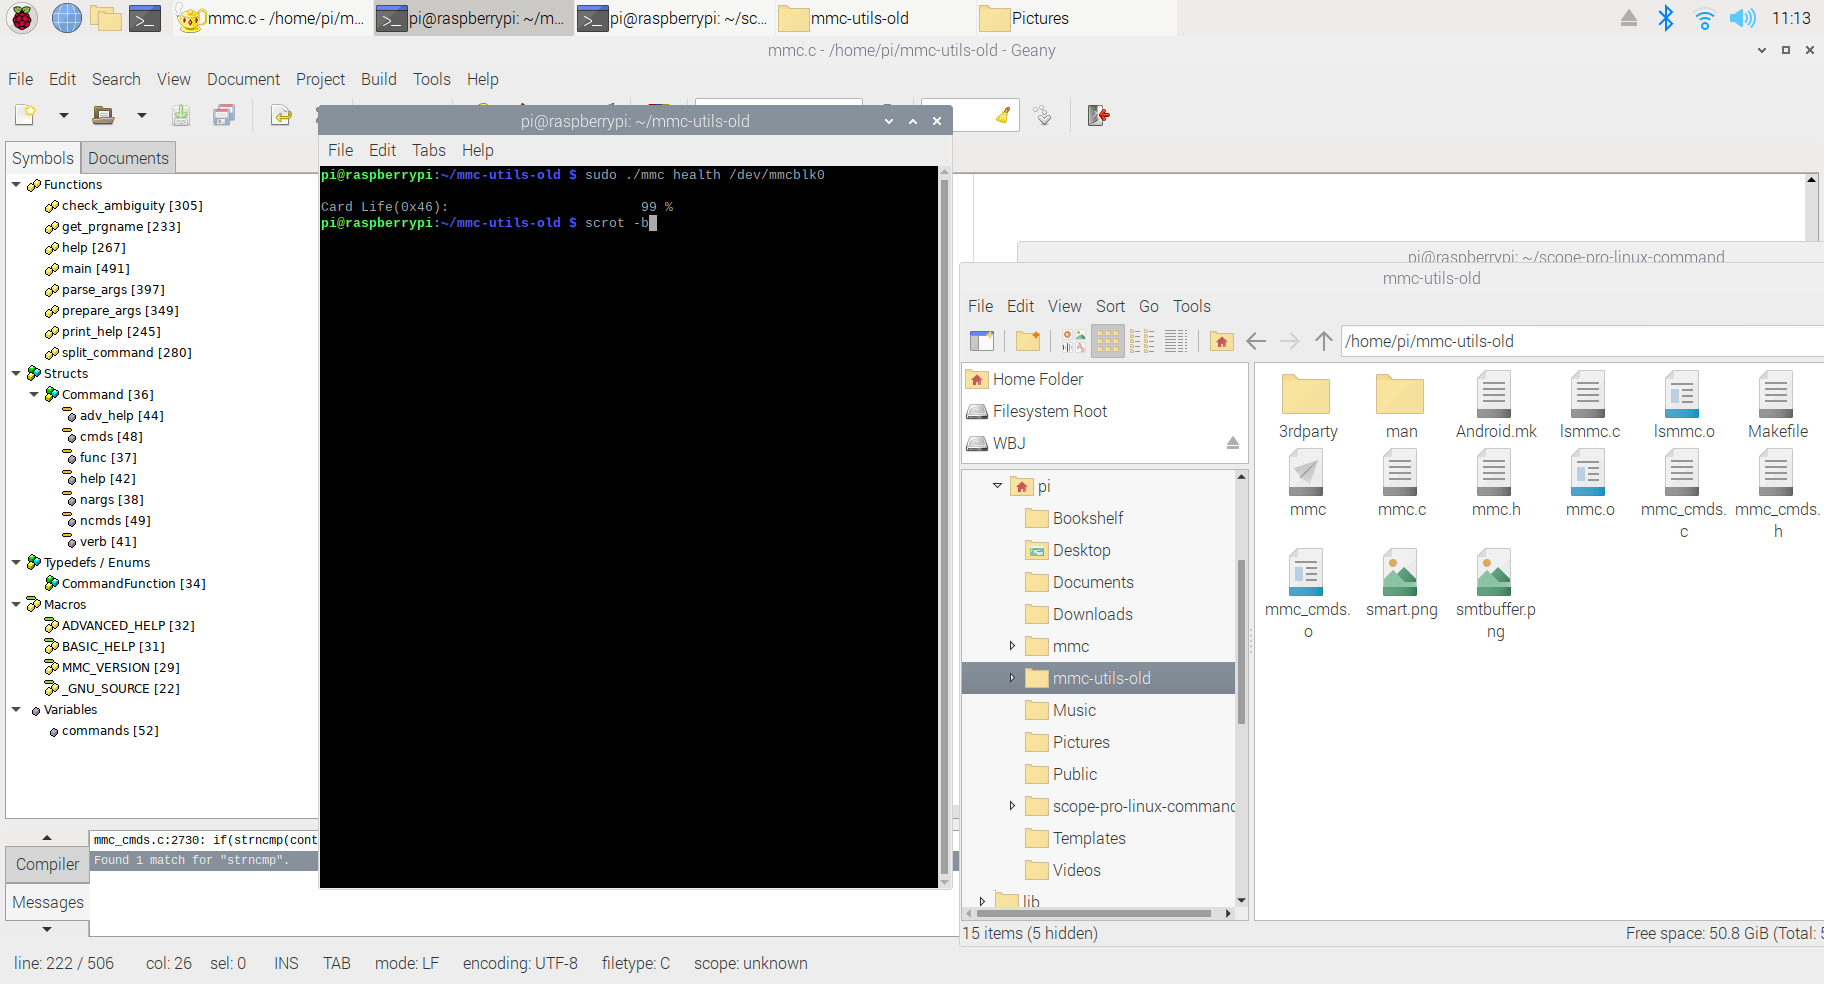 mmc.c - /home/pi/m...
pi@raspberrypi: ~/m...
pi@raspberrypi: ~/sc...
mmc-utils-old
Pictures
11:13
mmc.c - /home/pi/mmc-utils-old - Geany
File Edit Search View Document Project Build Tools Help
Symbols Documents
Functions
check_ambiguity [305]
get_prgname [233]
help [267]
main [491]
parse_args [397]
prepare_args [349]
print_help [245]
split_command [280]
Structs
Command [36]
adv_help [44]
cmds [48]
func [37]
help [42]
nargs [38]
ncmds [49]
verb [41]
Typedefs / Enums
CommandFunction [34]
Macros
ADVANCED_HELP [32]
BASIC_HELP [31]
MMC_VERSION [29]
_GNU_SOURCE [22]
Variables
commands [52]
pi@raspberrypi: ~/mmc-utils-old
File Edit Tabs Help
pi@raspberrypi:~/mmc-utils-old $ sudo ./mmc health /dev/mmcblk0
Card Life(0x46): 99 %
pi@raspberrypi:~/mmc-utils-old $ scrot -b
pi@raspberrypi: ~/scope-pro-linux-command
mmc-utils-old
File Edit View Sort Go Tools
/home/pi/mmc-utils-old
Home Folder
Filesystem Root
WBJ
pi
Bookshelf
Desktop
Documents
Downloads
mmc
mmc-utils-old
Music
Pictures
Public
scope-pro-linux-command
Templates
Videos
lib
3rdparty
man
Android.mk
lsmmc.c
lsmmc.o
Makefile
mmc
mmc.c
mmc.h
mmc.o
mmc_cmds.
c
mmc_cmds.
h
mmc_cmds.
o
smart.png
smtbuffer.p
ng
15 items (5 hidden)
Free space: 50.8 GiB (Total: 5
Compiler
Messages
mmc_cmds.c:2730: if(strncmp(cont
Found 1 match for "strncmp".
line: 222 / 506 col: 26 sel: 0 INS TAB mode: LF encoding: UTF-8 filetype: C scope: unknown